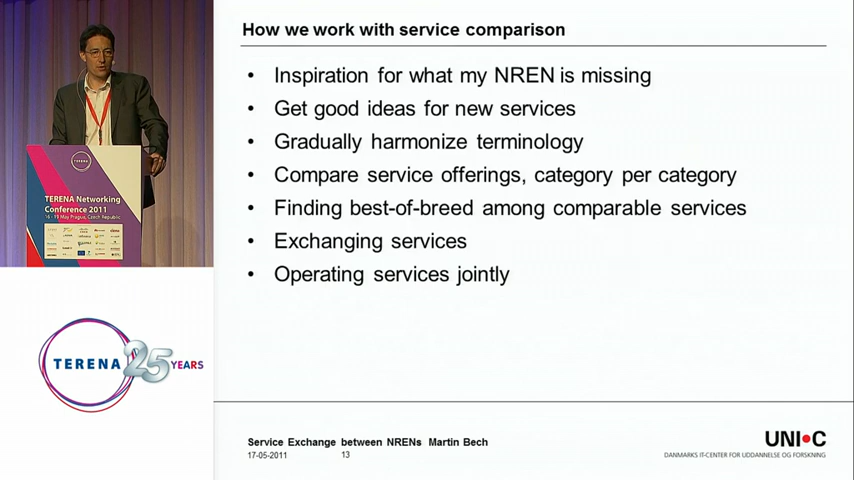 How we work with service comparison
• Inspiration for what my NREN is missing
• Get good ideas for new services
• Gradually harmonize terminology
• Compare service offerings, category per category
• Finding best-of-breed among comparable services
• Exchanging services
• Operating services jointly
TERENA
TERENA Networking
Conference 2011
16 - 19 May Prague, Czech Republic
TERENA 25 YEARS
Service Exchange between NRENs Martin Bech
17-05-2011 13
UNI•C
DANMARKS IT-CENTER FOR UDDANNELSE OG FORSKNING